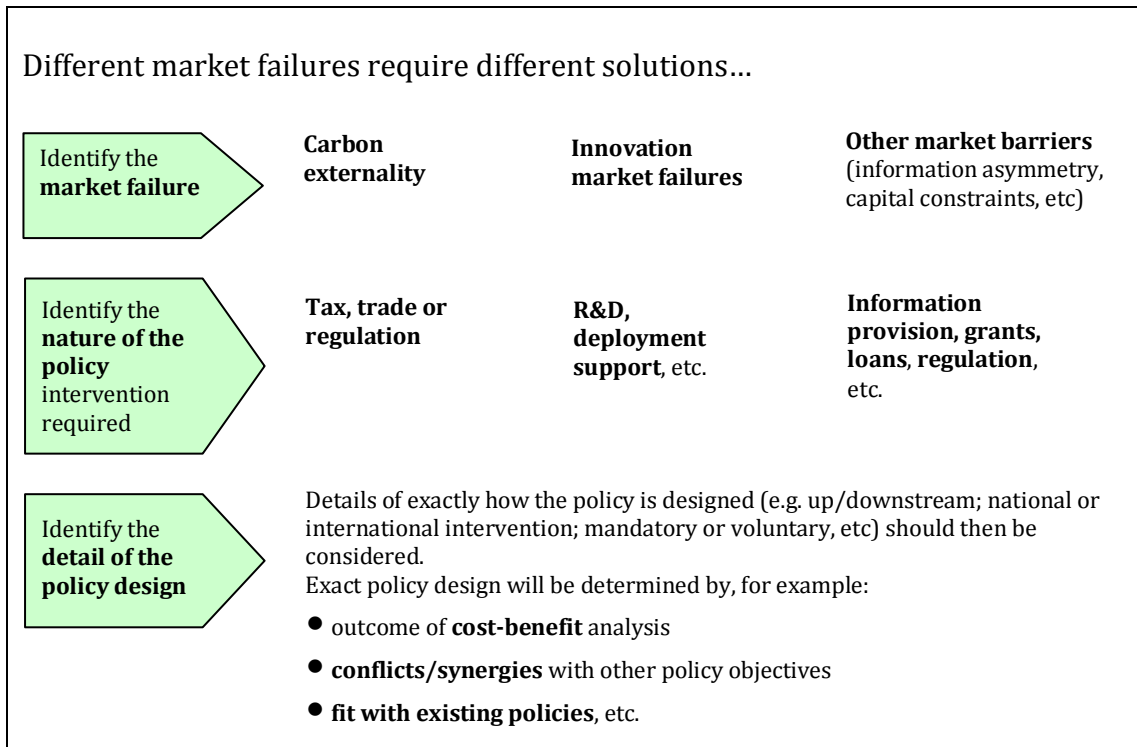 Different market failures require different solutions…
Identify the
market failure
Carbon
externality
Innovation
market failures
Other market barriers
(information asymmetry,
capital constraints, etc)
Identify the
nature of the
policy
intervention
required
Tax, trade or
regulation
R&D,
deployment
support, etc.
Information
provision, grants,
loans, regulation,
etc.
Identify the
detail of the
policy design
Details of exactly how the policy is designed (e.g. up/downstream; national or
international intervention; mandatory or voluntary, etc) should then be
considered.
Exact policy design will be determined by, for example:
● outcome of cost-benefit analysis
● conflicts/synergies with other policy objectives
● fit with existing policies, etc.